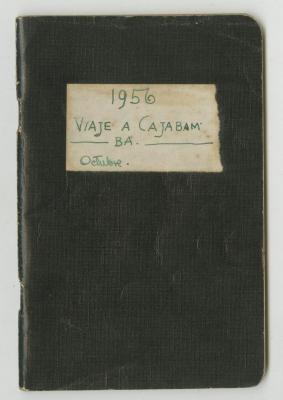 1956
VIAJE A CAJABAM-
BA.
Octubre.